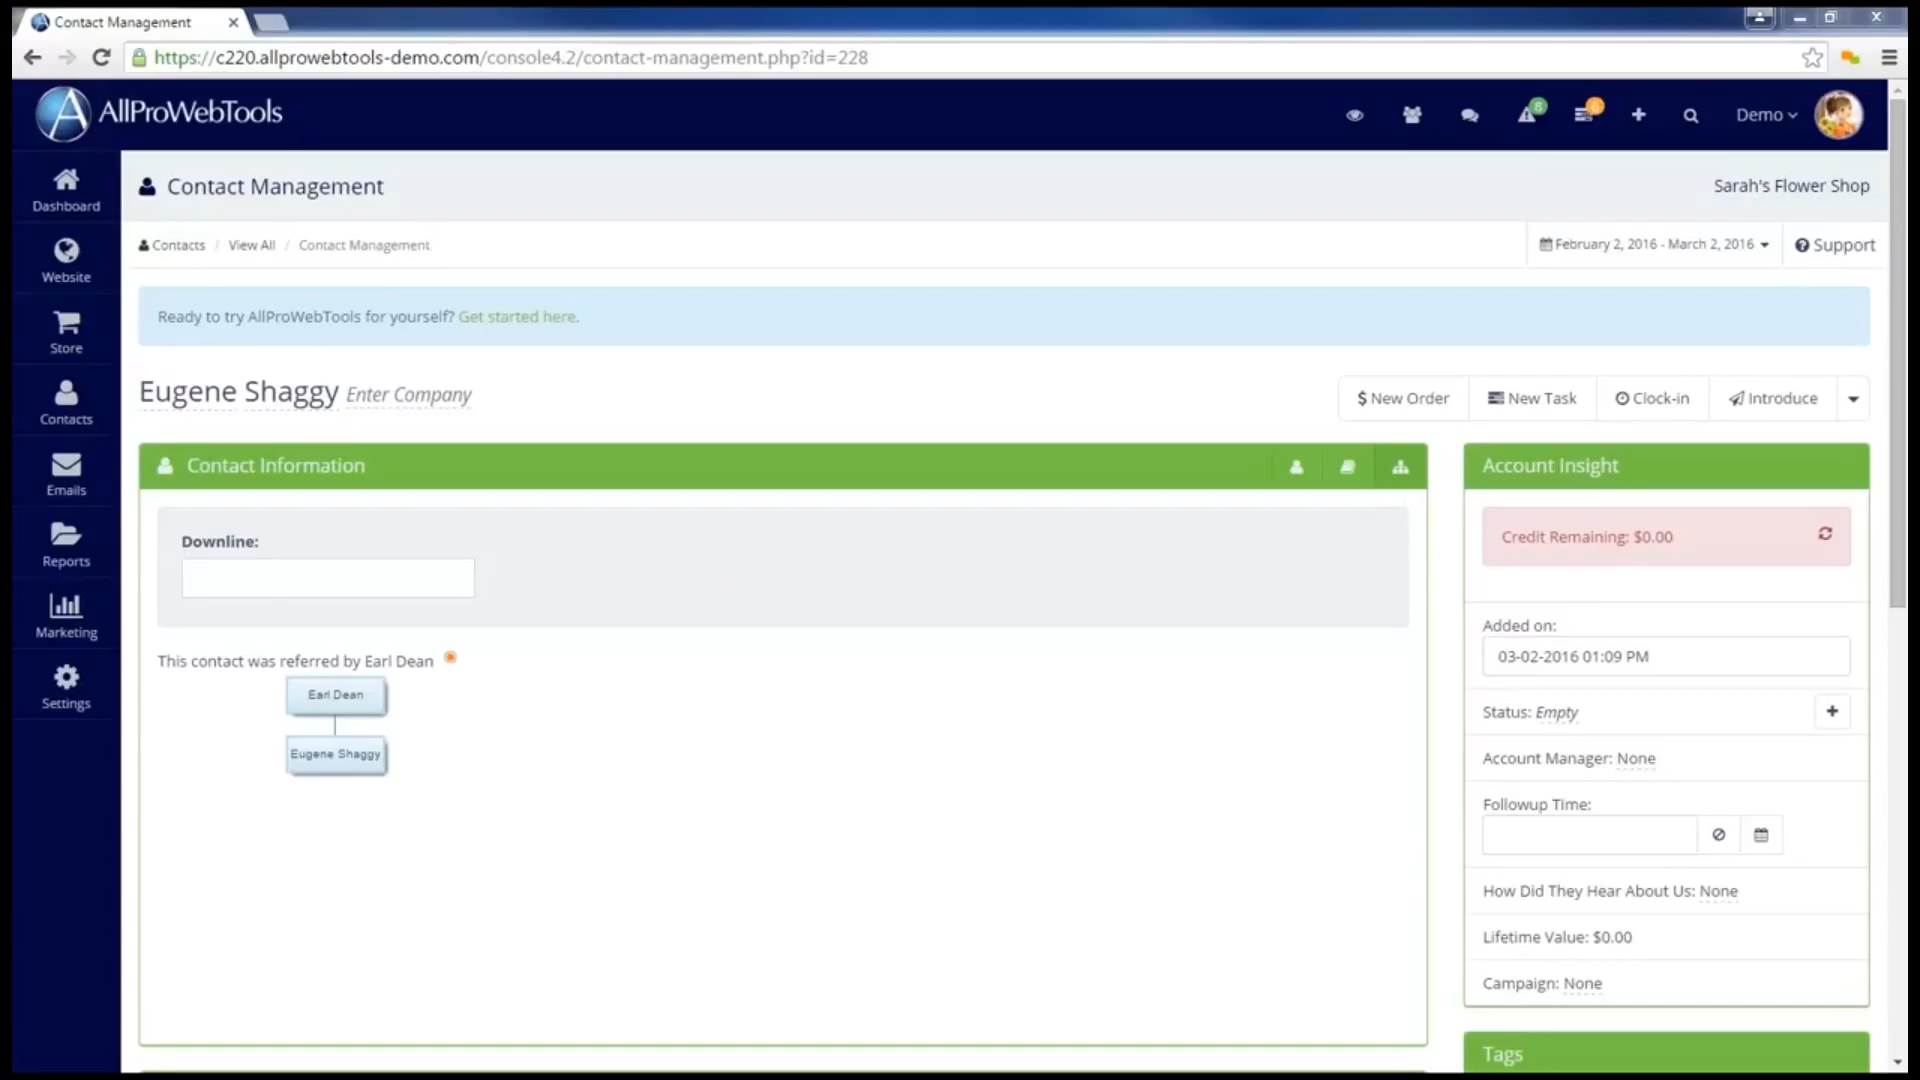 Contact Management
https://c220.allprowebtools-demo.com/console4.2/contact-management.php?id=228
AllProWebTools
8
Demo
Dashboard
Website
Store
Contacts
Emails
Reports
Marketing
Settings
Contact Management
Sarah's Flower Shop
Contacts / View All / Contact Management
February 2, 2016 - March 2, 2016
Support
Ready to try AllProWebTools for yourself? Get started here.
Eugene Shaggy Enter Company
$ New Order
New Task
Clock-in
Introduce
Contact Information
Downline:
This contact was referred by Earl Dean
Earl Dean
Eugene Shaggy
Account Insight
Credit Remaining: $0.00
Added on:
03-02-2016 01:09 PM
Status: Empty
Account Manager: None
Followup Time:
How Did They Hear About Us: None
Lifetime Value: $0.00
Campaign: None
Tags